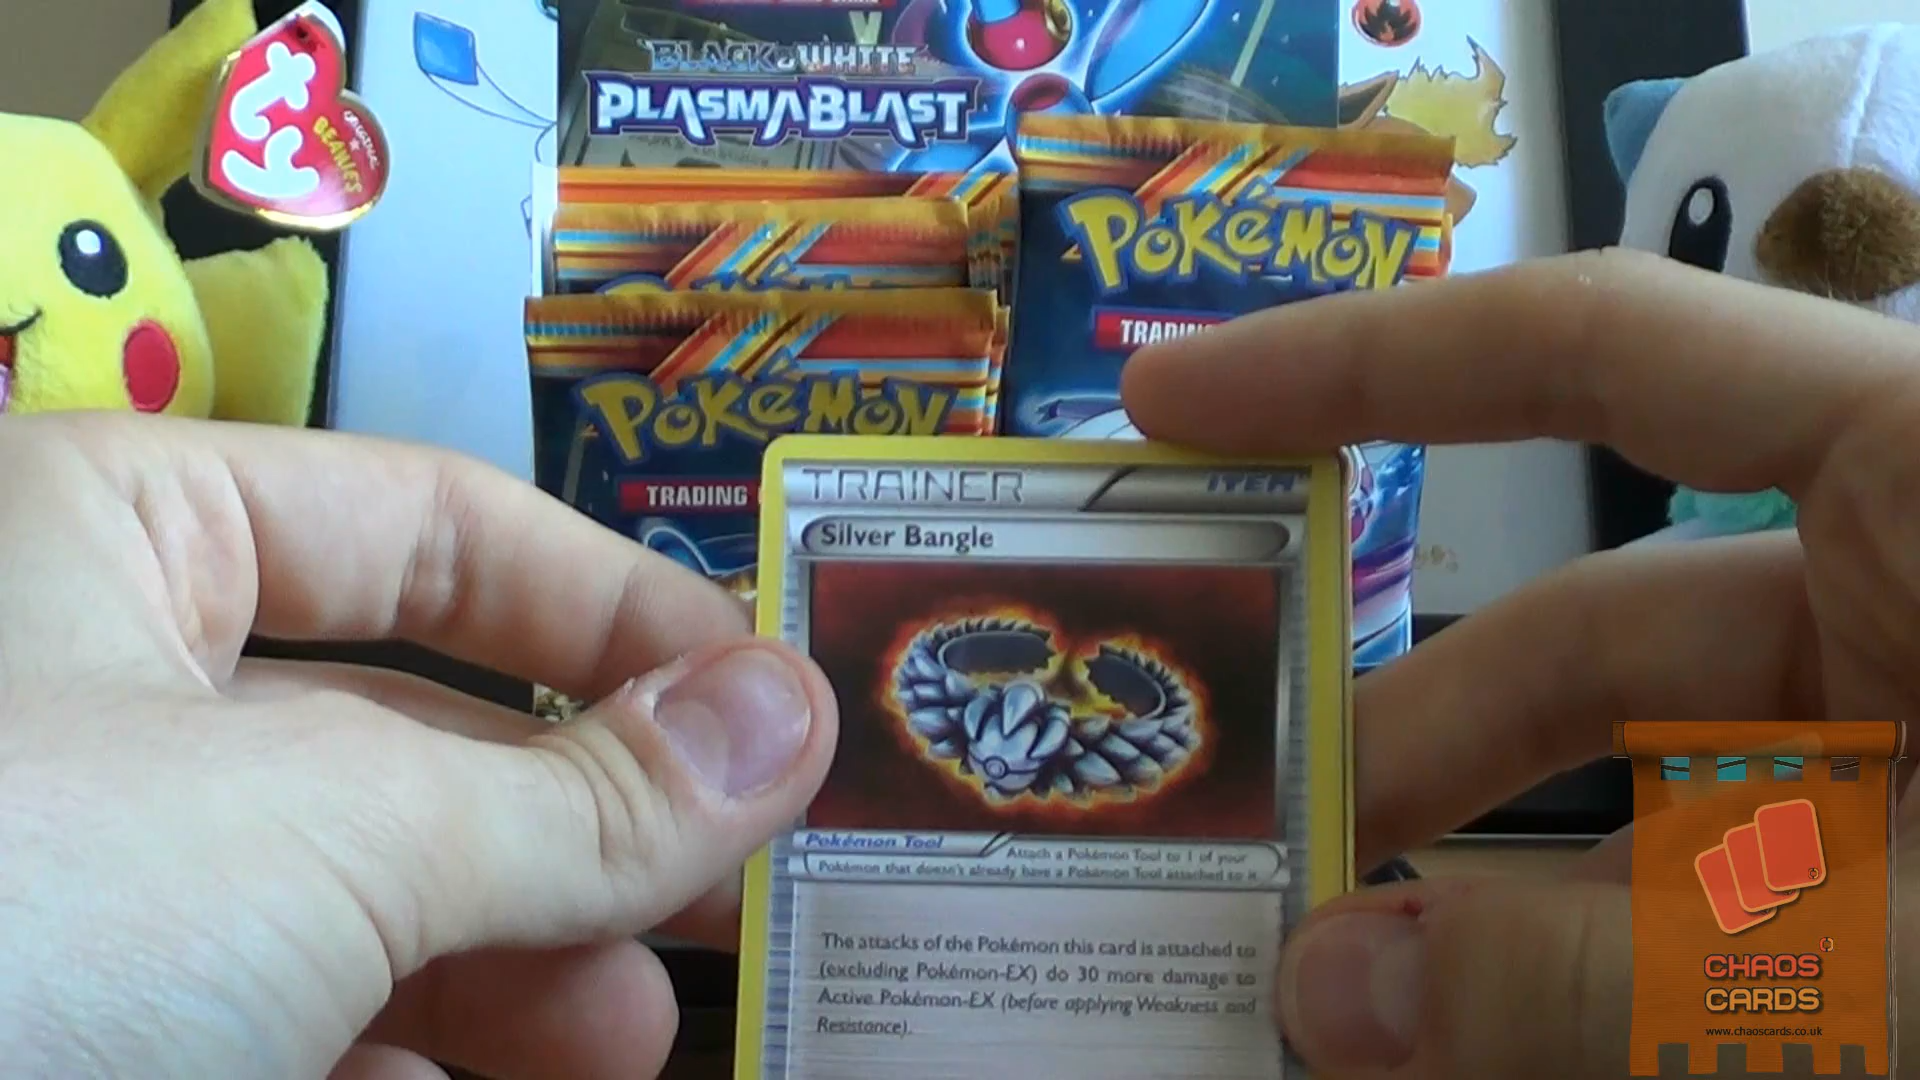 ty
ORIGINAL
BEANIES
BLACK & WHITE
PLASMA BLAST
POKéMON
TRADING
POKéMON
TRADING
TRAINER
ITEM
Silver Bangle
Pokémon Tool
Attach a Pokémon Tool to 1 of your
Pokémon that doesn't already have a Pokémon Tool attached to it.
The attacks of the Pokémon this card is attached to
(excluding Pokémon-EX) do 30 more damage to
Active Pokémon-EX (before applying Weakness and
Resistance).
CHAOS
CARDS
www.chaoscards.co.uk